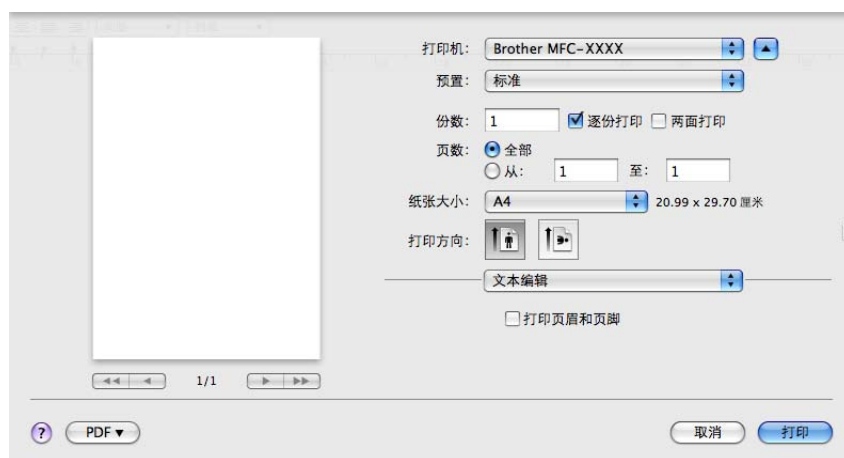 打印机: Brother MFC-XXXX
预置: 标准
份数: 1 逐份打印 两面打印
页数: 全部
从: 1 至: 1
纸张大小: A4 20.99 x 29.70 厘米
打印方向:
文本编辑
打印页眉和页脚
1/1
? PDF 取消 打印